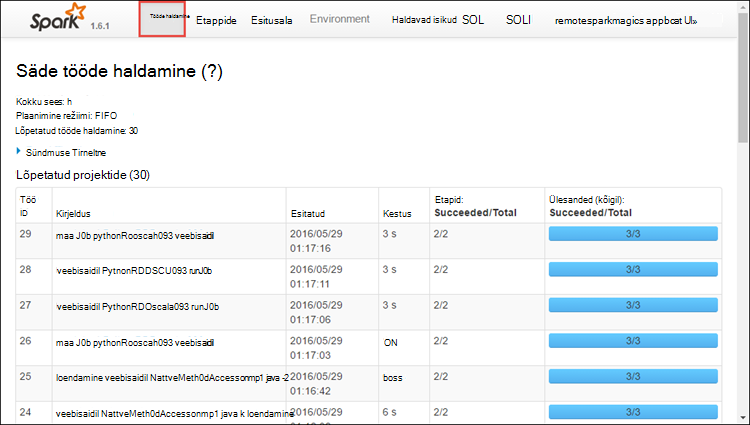 Spark 1.6.1
Tööde haldamine
Etappide
Esitusala
Environment
Haldavad isikud
SQL
SOLI
remotesparkmagics appbcat UI»
Säde tööde haldamine (?)
Kokku sees: h
Plaanimine režiimi: FIFO
Lõpetatud tööde haldamine: 30
Sündmuse Tirneltne
Lõpetatud projektide (30)
Töö ID Kirjeldus Esitatud Kestus Etapid: Succeeded/Total Ülesanded (kõigil): Succeeded/Total
29 maa J0b pythonRooscah093 veebisaidil 2016/05/29 01:17:16 3 s 2/2 3/3
28 veebisaidil PytnonRDDSCU093 runJ0b 2016/05/29 01:17:11 3 s 2/2 3/3
27 veebisaidil PythonRDOscala093 runJ0b 2016/05/29 01:17:06 3 s 2/2 3/3
26 maa J0b pythonRooscah093 veebisaidil 2016/05/29 01:17:03 ON 2/2 3/3
25 loendamine veebisaidil NattveMeth0dAccessonmp1 java -2 2016/05/29 01:16:42 boss 2/2 3/3
24 veebisaidil NattveMeth0dAccessonmp1 java k loendamine 2016/05/29 6 s 2/2 3/3